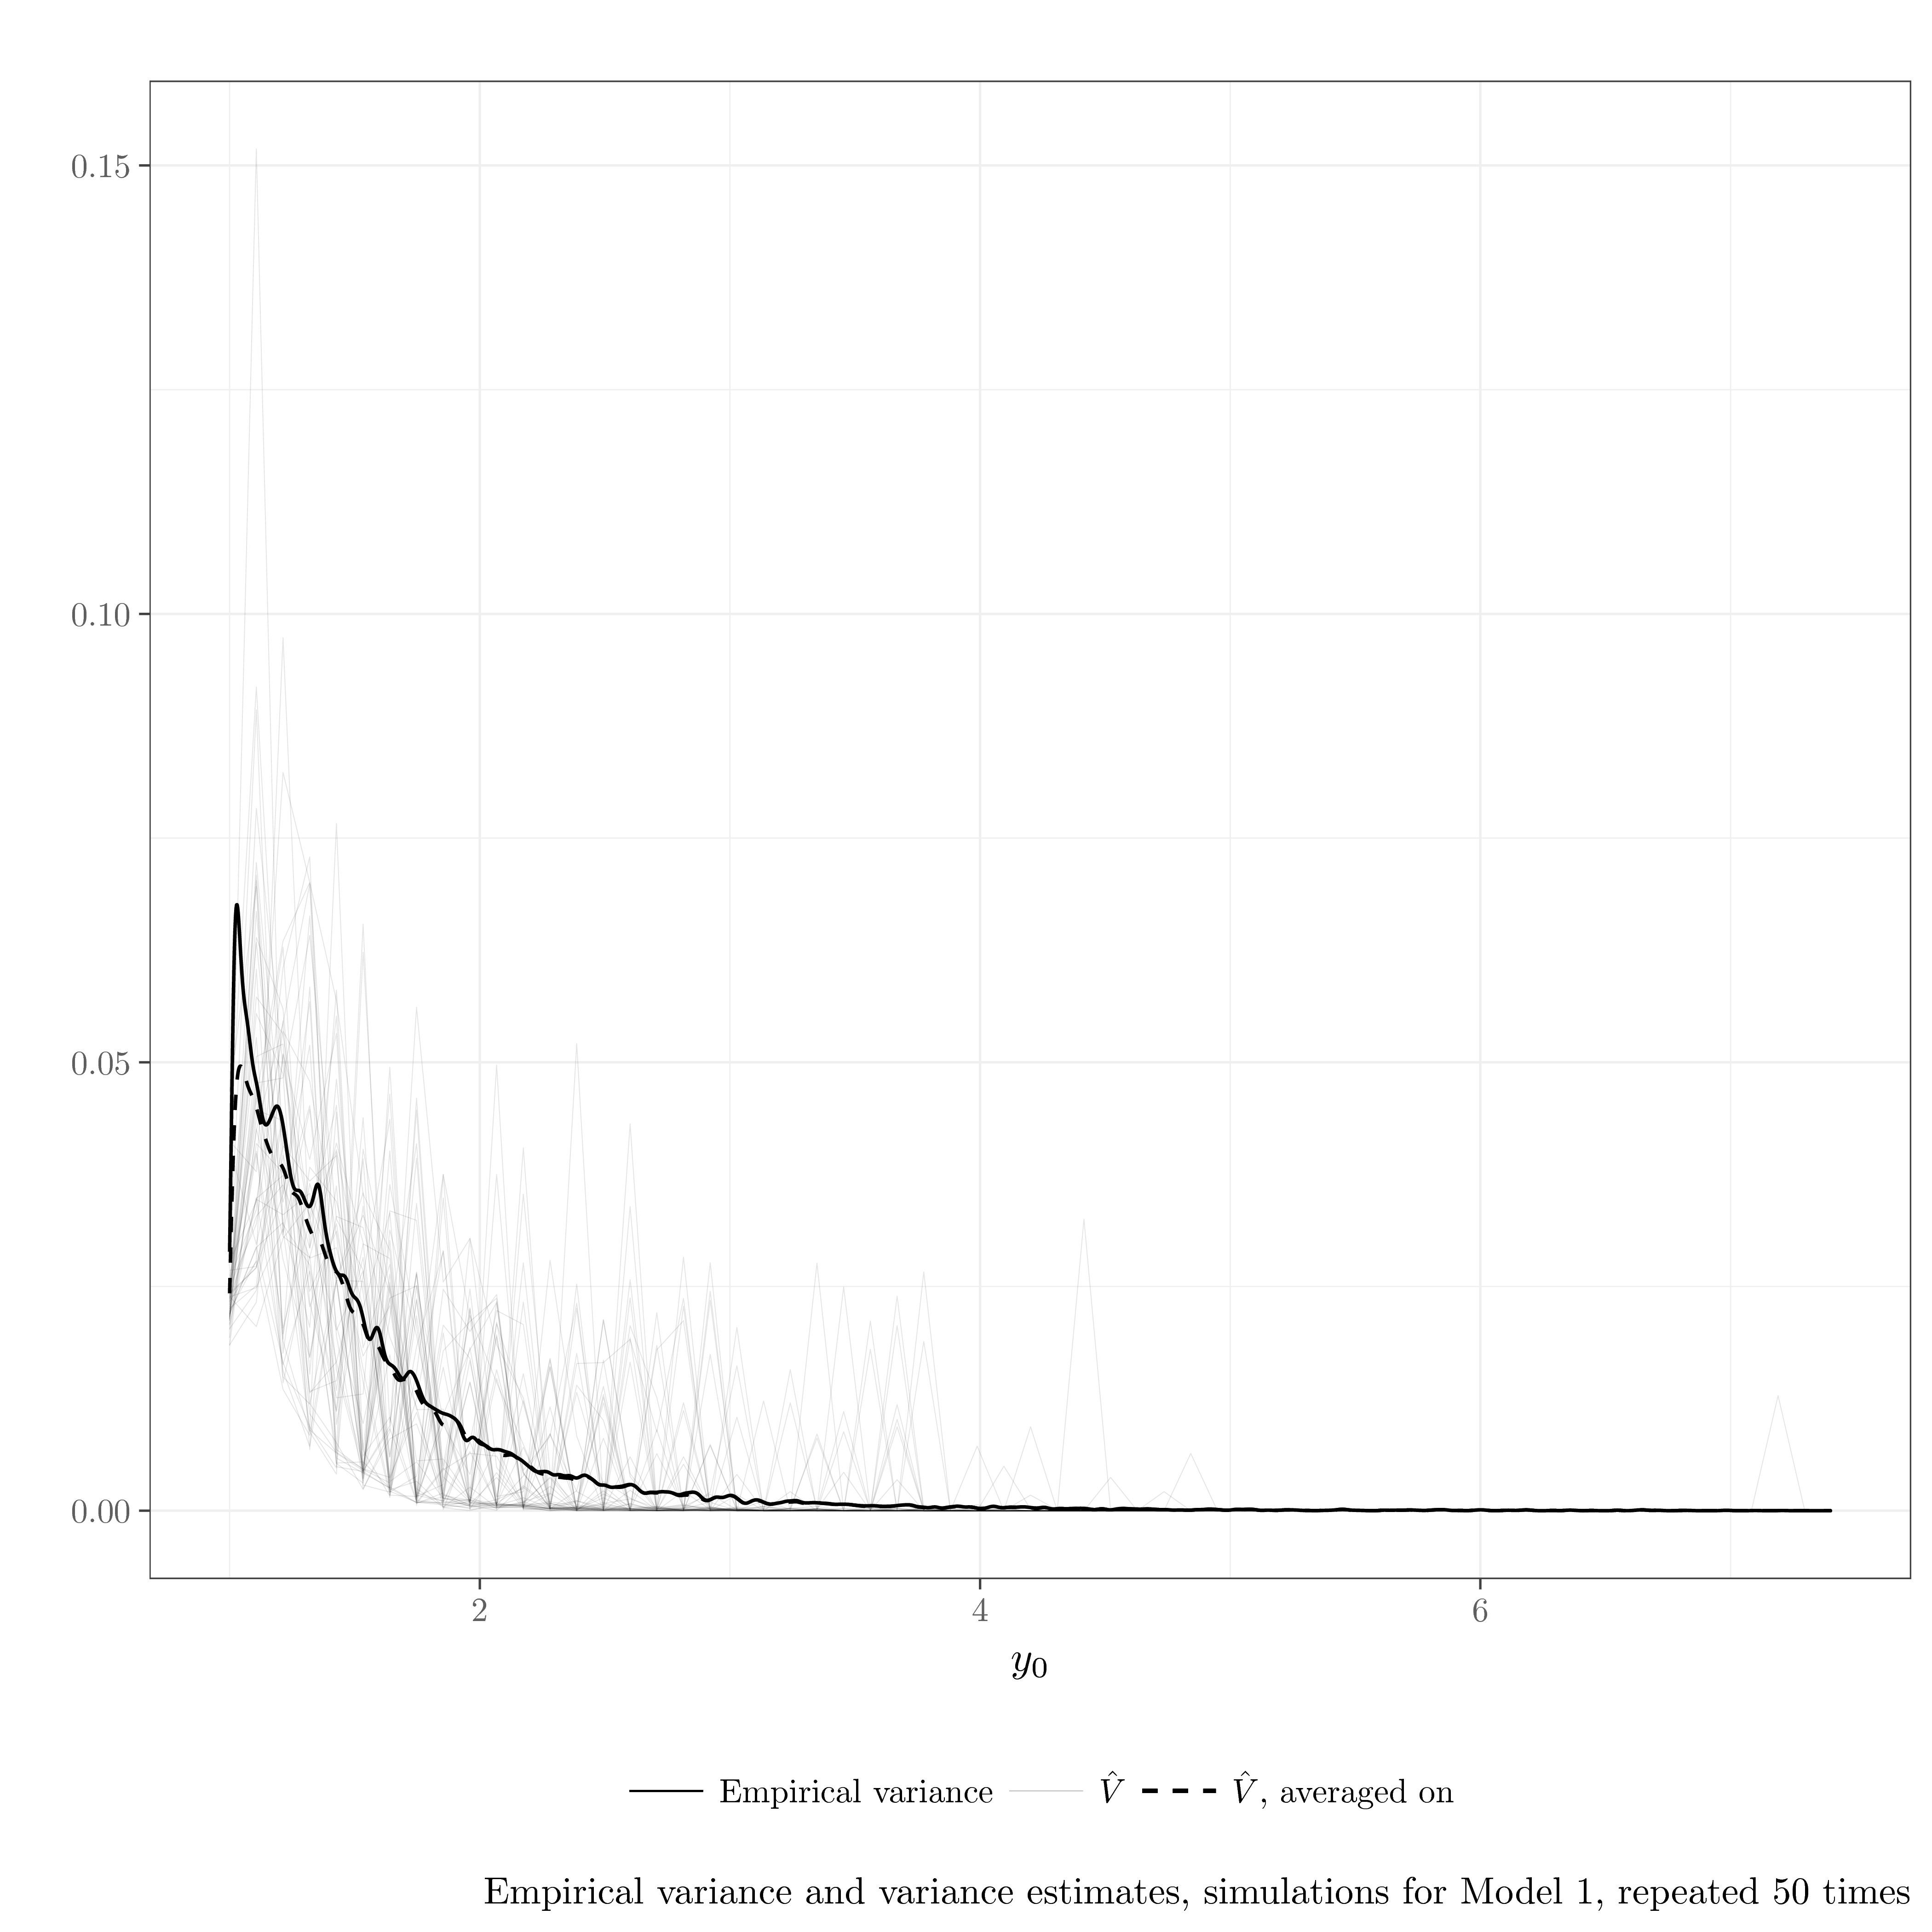 0.15
0.10
0.05
0.00
2 4 6
y₀
Empirical variance V̂ V̂, averaged on
Empirical variance and variance estimates, simulations for Model 1, repeated 50 times